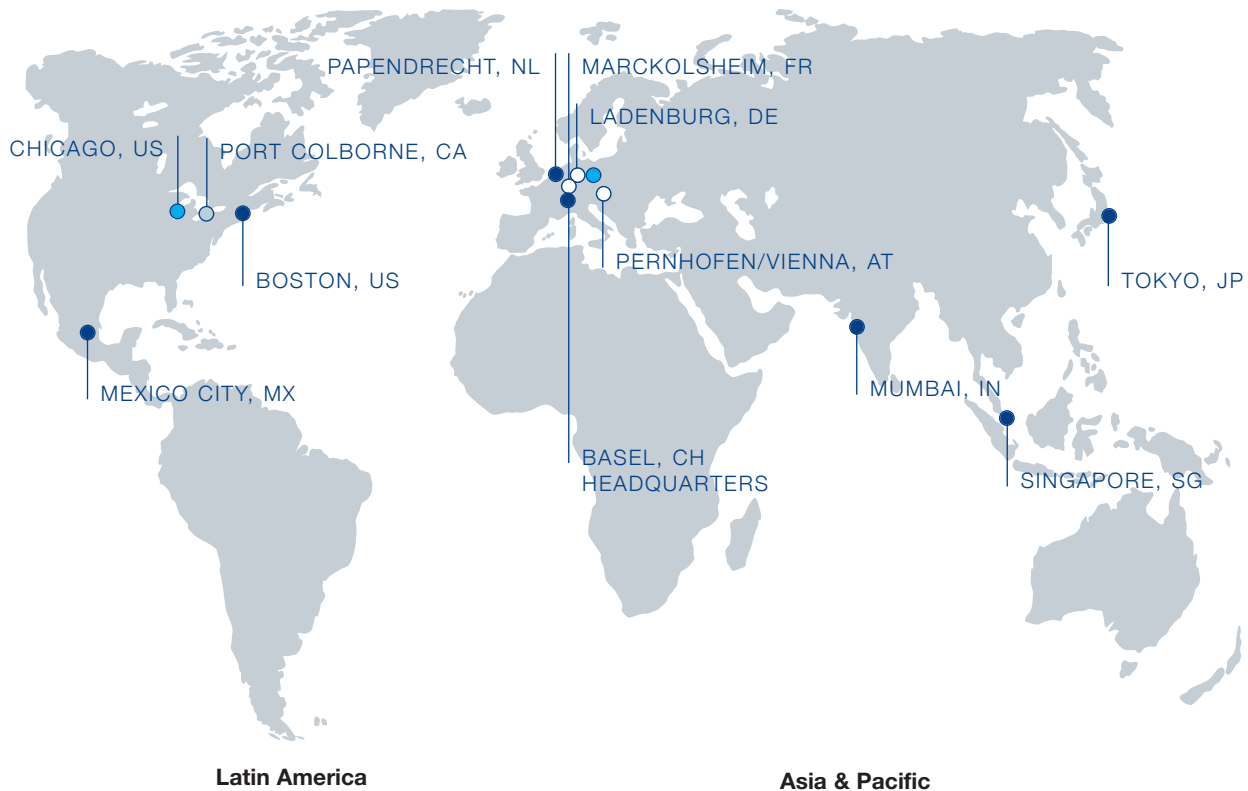 PAPENDRECHT, NL
MARCKOLSHEIM, FR
LADENBURG, DE
CHICAGO, US
PORT COLBORNE, CA
PERNHOFEN/VIENNA, AT
BOSTON, US
TOKYO, JP
MEXICO CITY, MX
MUMBAI, IN
BASEL, CH
HEADQUARTERS
SINGAPORE, SG
Latin America
Asia & Pacific